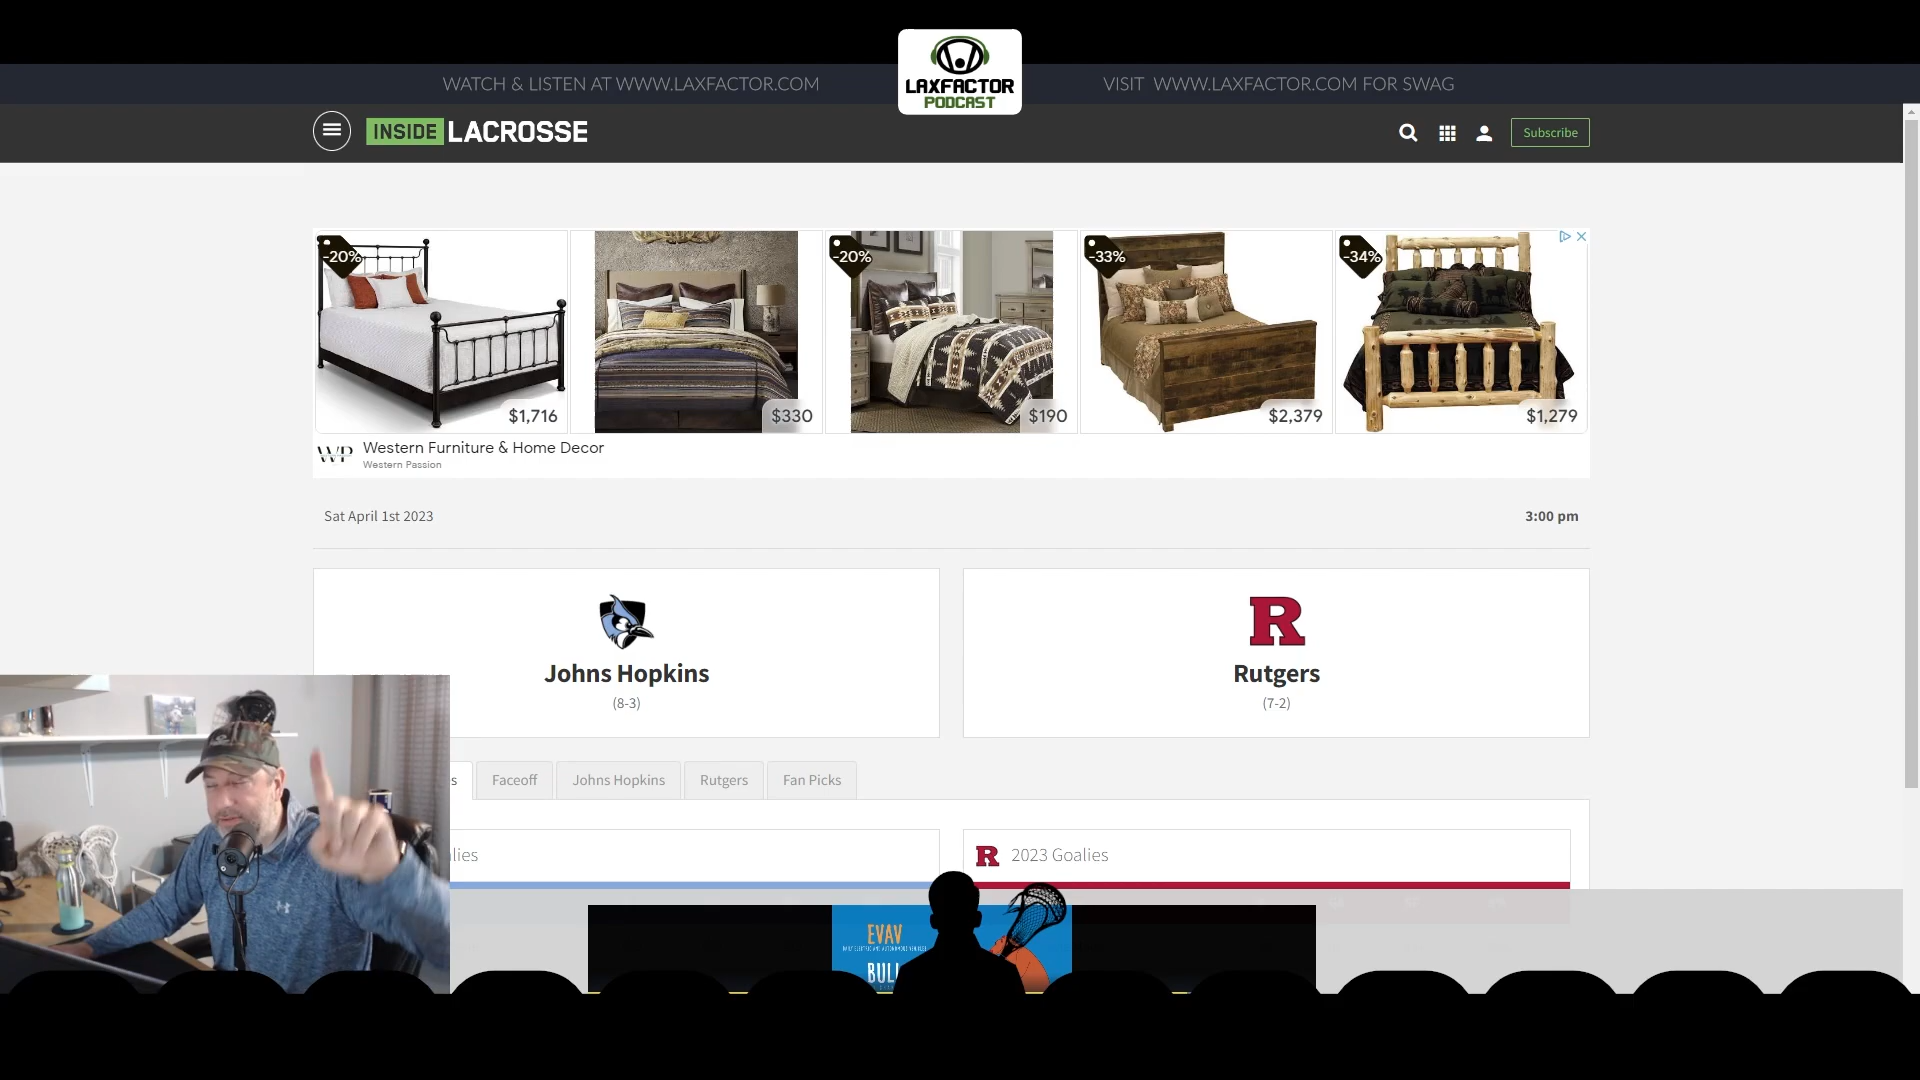 WATCH & LISTEN AT WWW.LAXFACTOR.COM
LAXFACTOR
PODCAST
VISIT WWW.LAXFACTOR.COM FOR SWAG
INSIDE LACROSSE
Subscribe
-20%
-20%
-33%
-34%
$1,716
$330
$190
$2,379
$1,279
WP
Western Furniture & Home Decor
Western Passion
Sat April 1st 2023
3:00 pm
R
Johns Hopkins
Rutgers
(8-3)
(7-2)
s
Faceoff
Johns Hopkins
Rutgers
Fan Picks
lies
R 2023 Goalies
EVAV
BULL